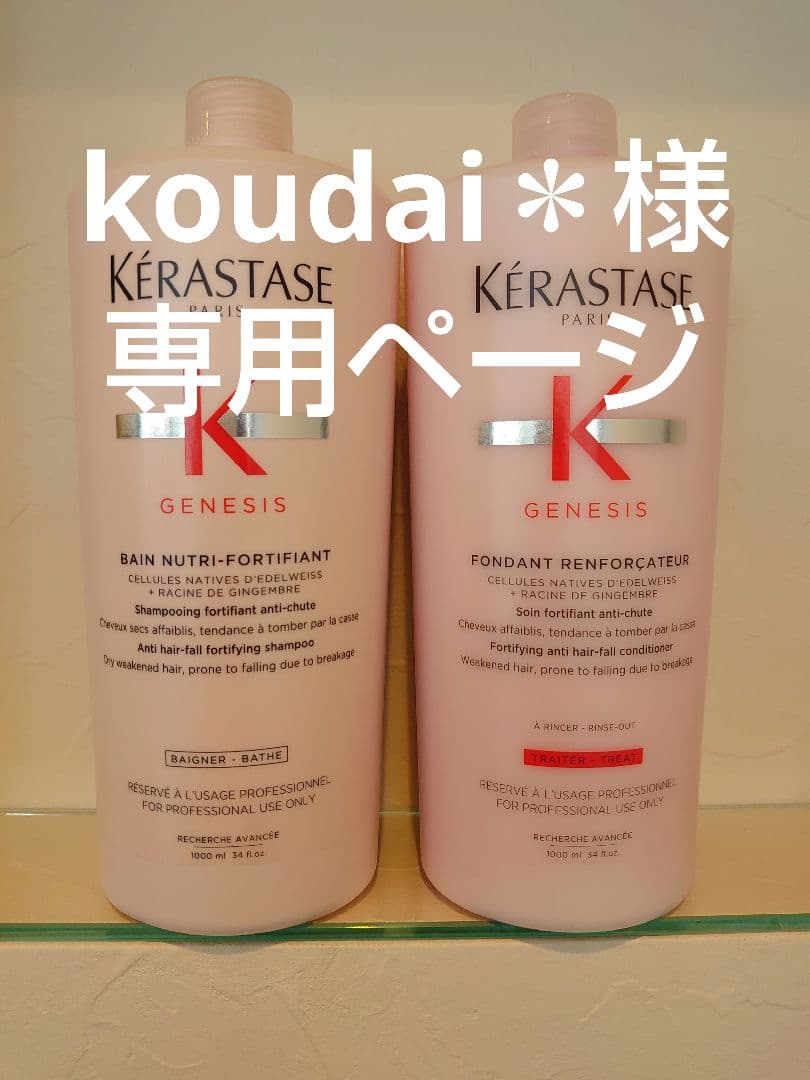 koudai＊様
専用ページ
KÉRASTASE
PARIS
K
GENESIS
BAIN NUTRI-FORTIFIANT
CELLULES NATIVES D'EDELWEISS
+ RACINE DE GINGEMBRE
Shampooing fortifiant anti-chute
Cheveux secs affaiblis, tendance à tomber par la casse
Anti hair-fall fortifying shampoo
Dry weakened hair, prone to falling due to breakage
BAIGNER - BATHE
RÉSERVÉ À L'USAGE PROFESSIONNEL
FOR PROFESSIONAL USE ONLY
RECHERCHE AVANCÉE
1000 ml 34 fl.oz.
KÉRASTASE
PARIS
K
GENESIS
FONDANT RENFORÇATEUR
CELLULES NATIVES D'EDELWEISS
+ RACINE DE GINGEMBRE
Soin fortifiant anti-chute
Cheveux affaiblis, tendance à tomber par la casse
Fortifying anti hair-fall conditioner
Weakened hair, prone to falling due to breakage
À RINCER - RINSE-OUT
TRAITER - TREAT
RÉSERVÉ À L'USAGE PROFESSIONNEL
FOR PROFESSIONAL USE ONLY
RECHERCHE AVANCÉE
1000 ml 34 fl.oz.